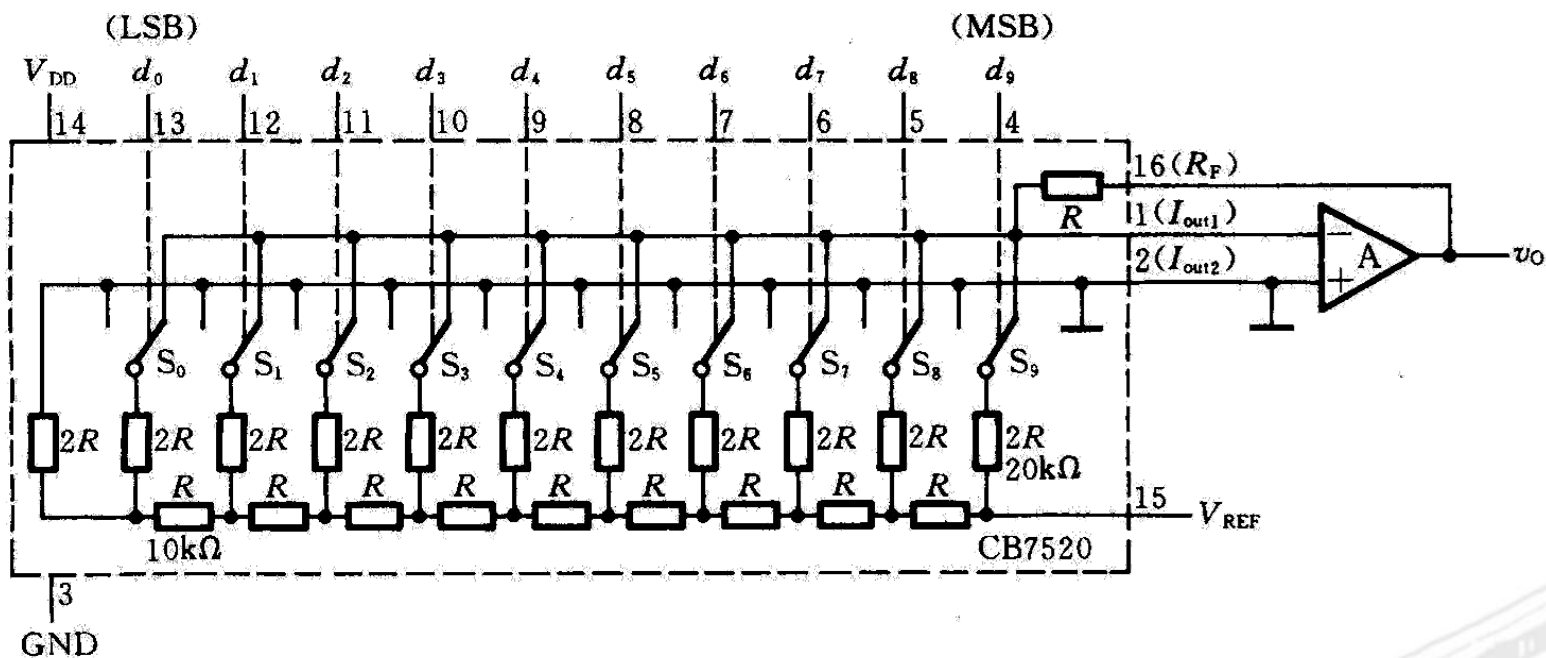 (LSB) (MSB)
V_DD d_0 d_1 d_2 d_3 d_4 d_5 d_6 d_7 d_8 d_9
14 13 12 11 10 9 8 7 6 5 4
16(R_F)
R 1(I_out1)
2(I_out2)
− + A v_O
S_0 S_1 S_2 S_3 S_4 S_5 S_6 S_7 S_8 S_9
2R 2R 2R 2R 2R 2R 2R 2R 2R 2R 2R
20kΩ
R R R R R R R R R
15
V_REF
10kΩ CB7520
3
GND